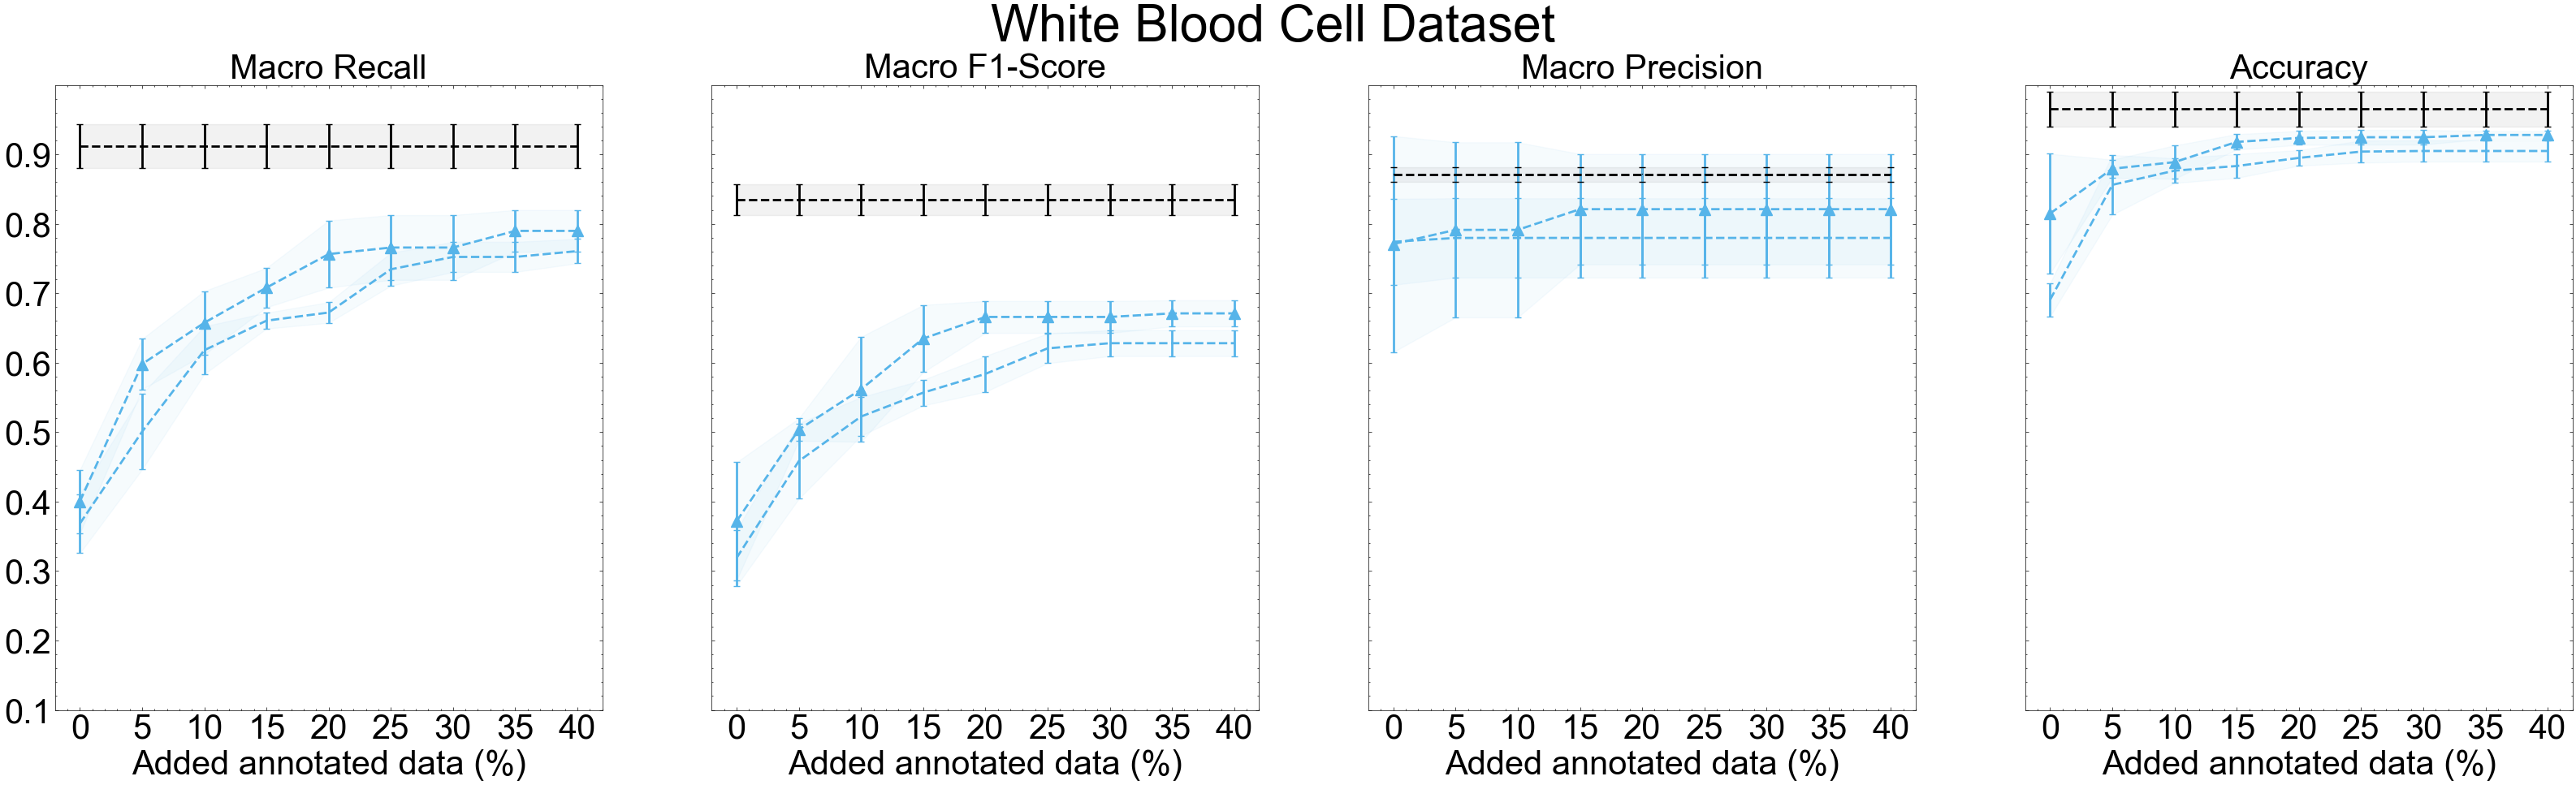 White Blood Cell Dataset
Macro Recall
Macro F1-Score
Macro Precision
Accuracy
0.9
0.8
0.7
0.6
0.5
0.4
0.3
0.2
0.1
0 5 10 15 20 25 30 35 40
0 5 10 15 20 25 30 35 40
0 5 10 15 20 25 30 35 40
0 5 10 15 20 25 30 35 40
Added annotated data (%)
Added annotated data (%)
Added annotated data (%)
Added annotated data (%)